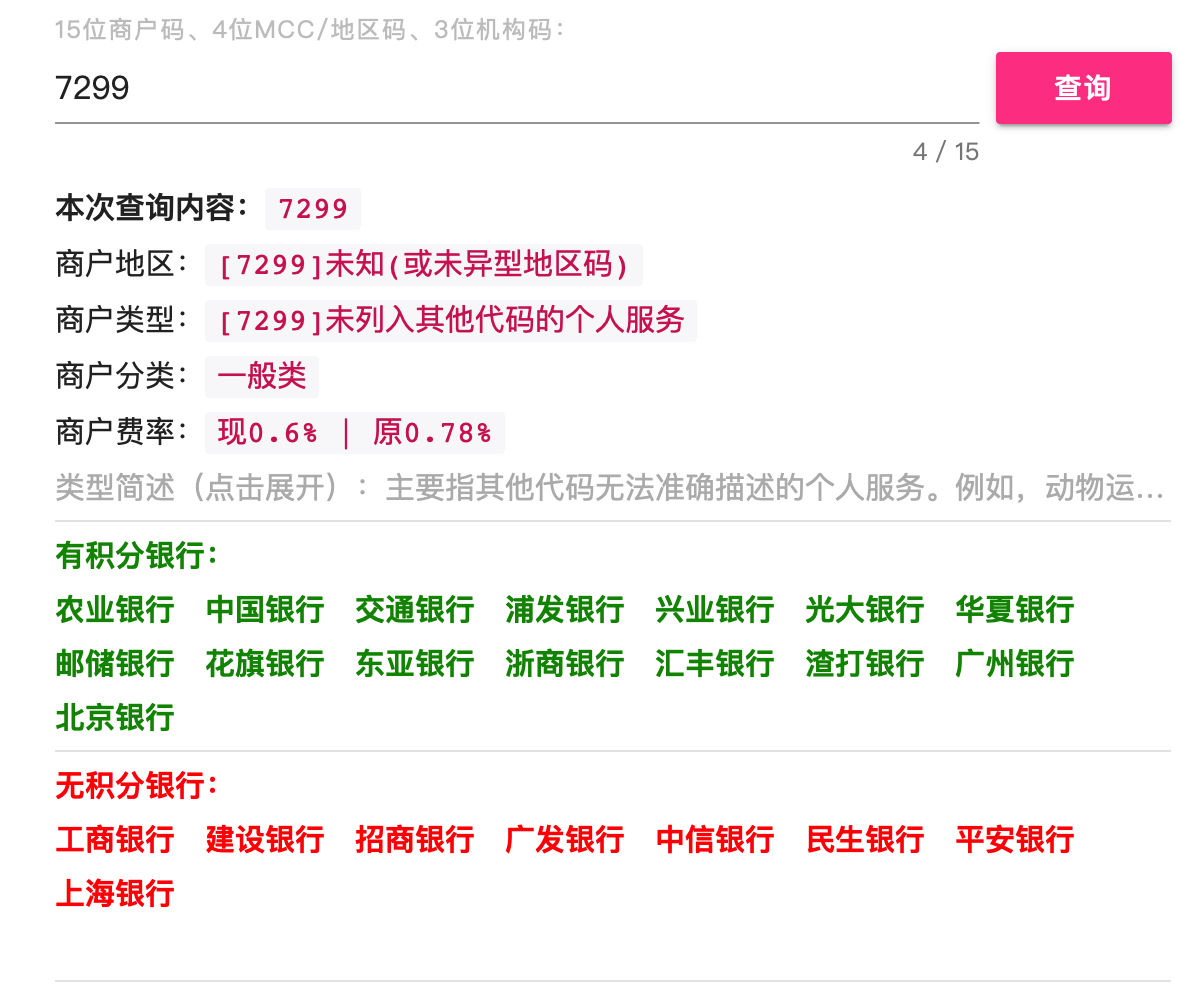 15位商户码、4位MCC/地区码、3位机构码：
7299
查询
4 / 15
本次查询内容： 7299
商户地区： [7299]未知(或未异型地区码)
商户类型： [7299]未列入其他代码的个人服务
商户分类： 一般类
商户费率： 现0.6% | 原0.78%
类型简述（点击展开）：主要指其他代码无法准确描述的个人服务。例如，动物运...
有积分银行：
农业银行 中国银行 交通银行 浦发银行 兴业银行 光大银行 华夏银行
邮储银行 花旗银行 东亚银行 浙商银行 汇丰银行 渣打银行 广州银行
北京银行
无积分银行：
工商银行 建设银行 招商银行 广发银行 中信银行 民生银行 平安银行
上海银行